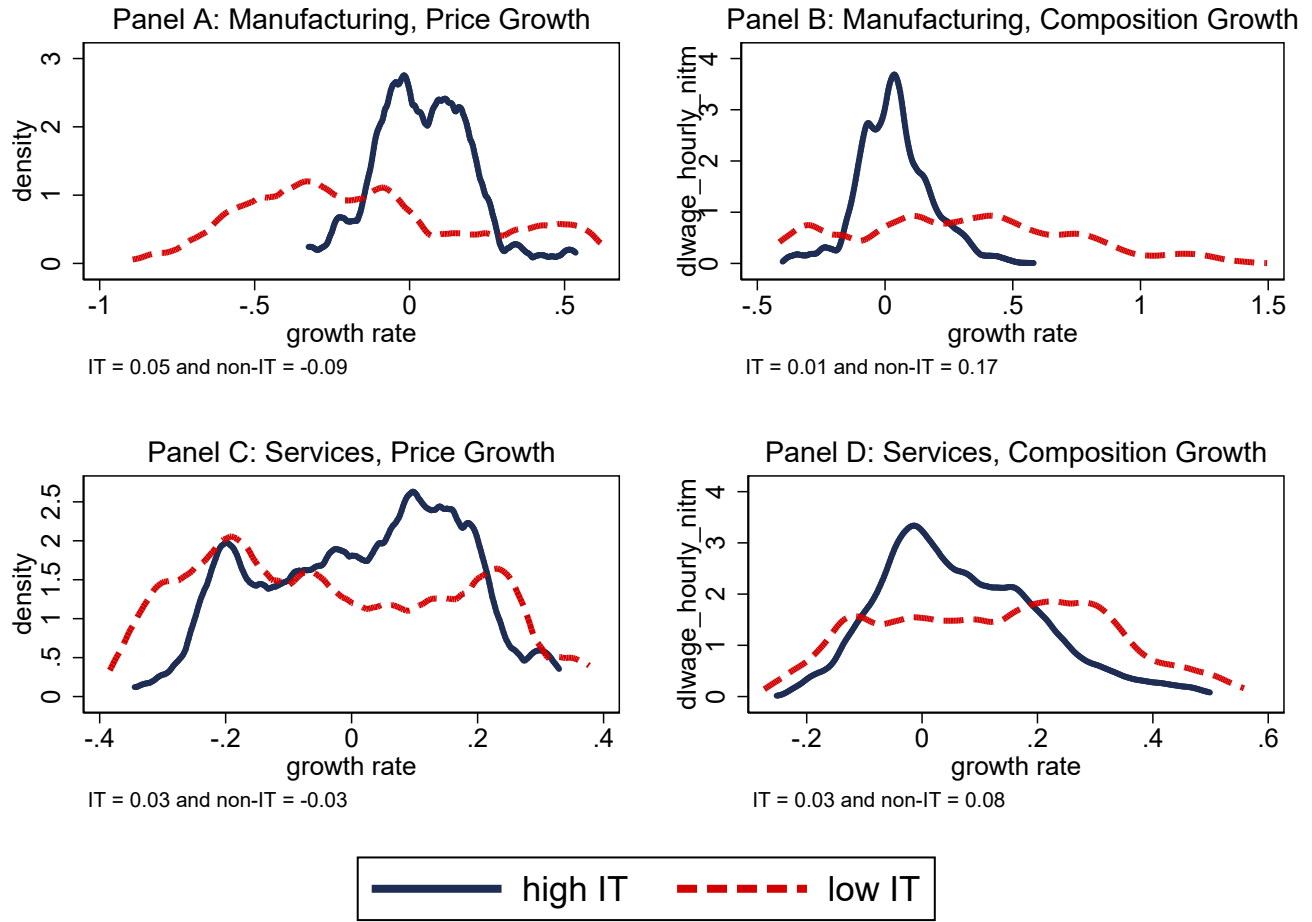 Panel A: Manufacturing, Price Growth
density
0 1 2 3
-1 -.5 0 .5
growth rate
IT = 0.05 and non-IT = -0.09
Panel B: Manufacturing, Composition Growth
dlwage_hourly_nitm
0 1 2 3 4
-.5 0 .5 1 1.5
growth rate
IT = 0.01 and non-IT = 0.17
Panel C: Services, Price Growth
density
0 .5 1 1.5 2 2.5
-.4 -.2 0 .2 .4
growth rate
IT = 0.03 and non-IT = -0.03
Panel D: Services, Composition Growth
dlwage_hourly_nitm
0 1 2 3 4
-.2 0 .2 .4 .6
growth rate
IT = 0.03 and non-IT = 0.08
high IT low IT